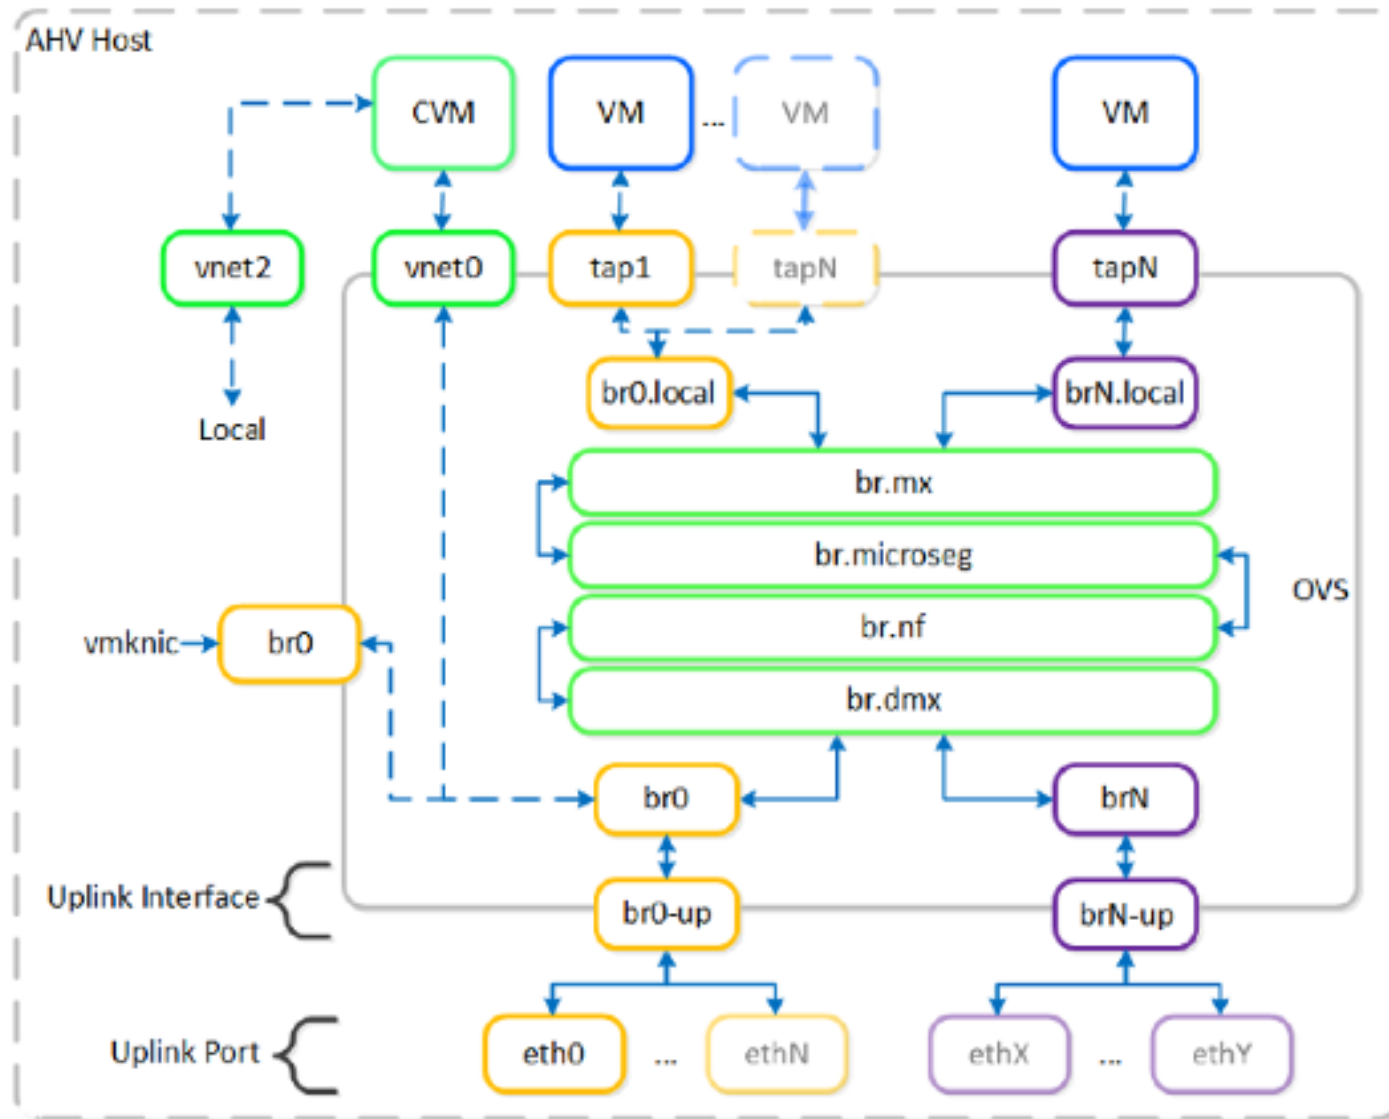 AHV Host
CVM
VM
...
VM
VM
vnet2
vnet0
tap1
tapN
tapN
br0.local
brN.local
Local
br.mx
br.microseg
OVS
br.nf
vmknic
br0
br.dmx
br0
brN
Uplink Interface
br0-up
brN-up
Uplink Port
eth0
...
ethN
ethX
...
ethY